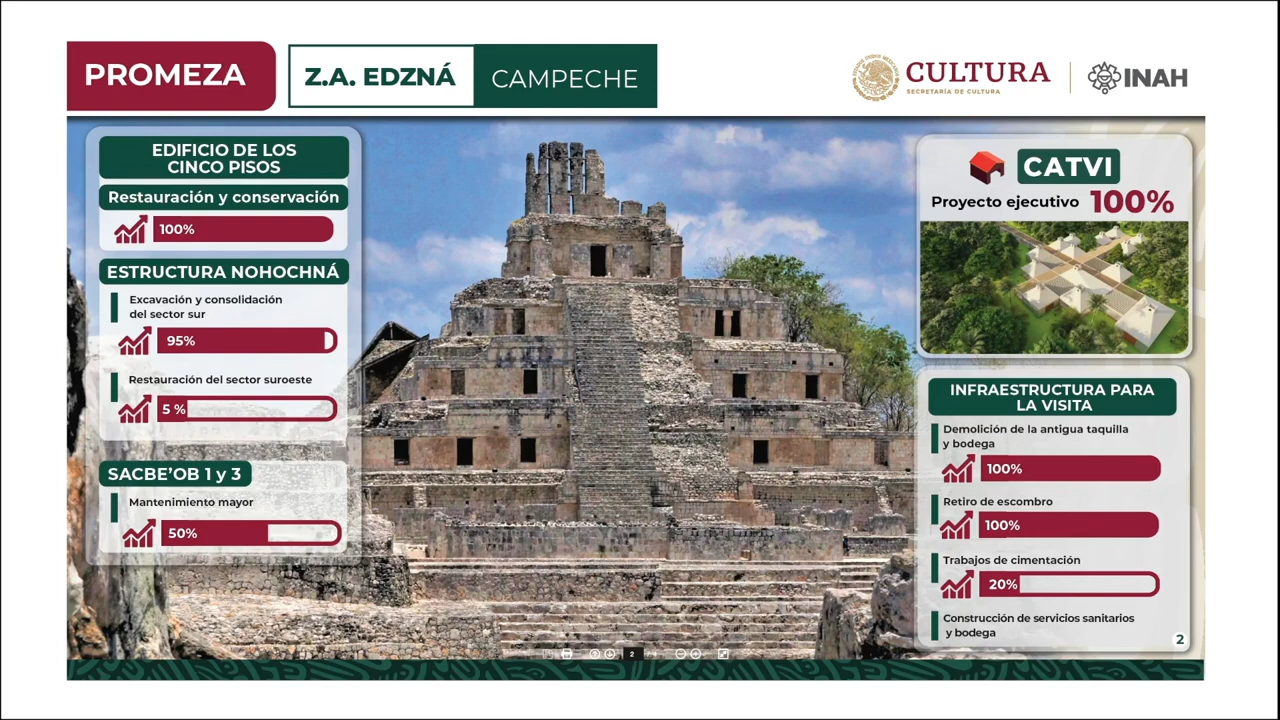 PROMEZA
Z.A. EDZNÁ
CAMPECHE
CULTURA
SECRETARÍA DE CULTURA
INAH
EDIFICIO DE LOS
CINCO PISOS
Restauración y conservación
100%
ESTRUCTURA NOHOCHNÁ
Excavación y consolidación
del sector sur
95%
Restauración del sector suroeste
5 %
SACBE’OB 1 y 3
Mantenimiento mayor
50%
CATVI
Proyecto ejecutivo 100%
INFRAESTRUCTURA PARA
LA VISITA
Demolición de la antigua taquilla
y bodega
100%
Retiro de escombro
100%
Trabajos de cimentación
20%
Construcción de servicios sanitarios
y bodega
2
2